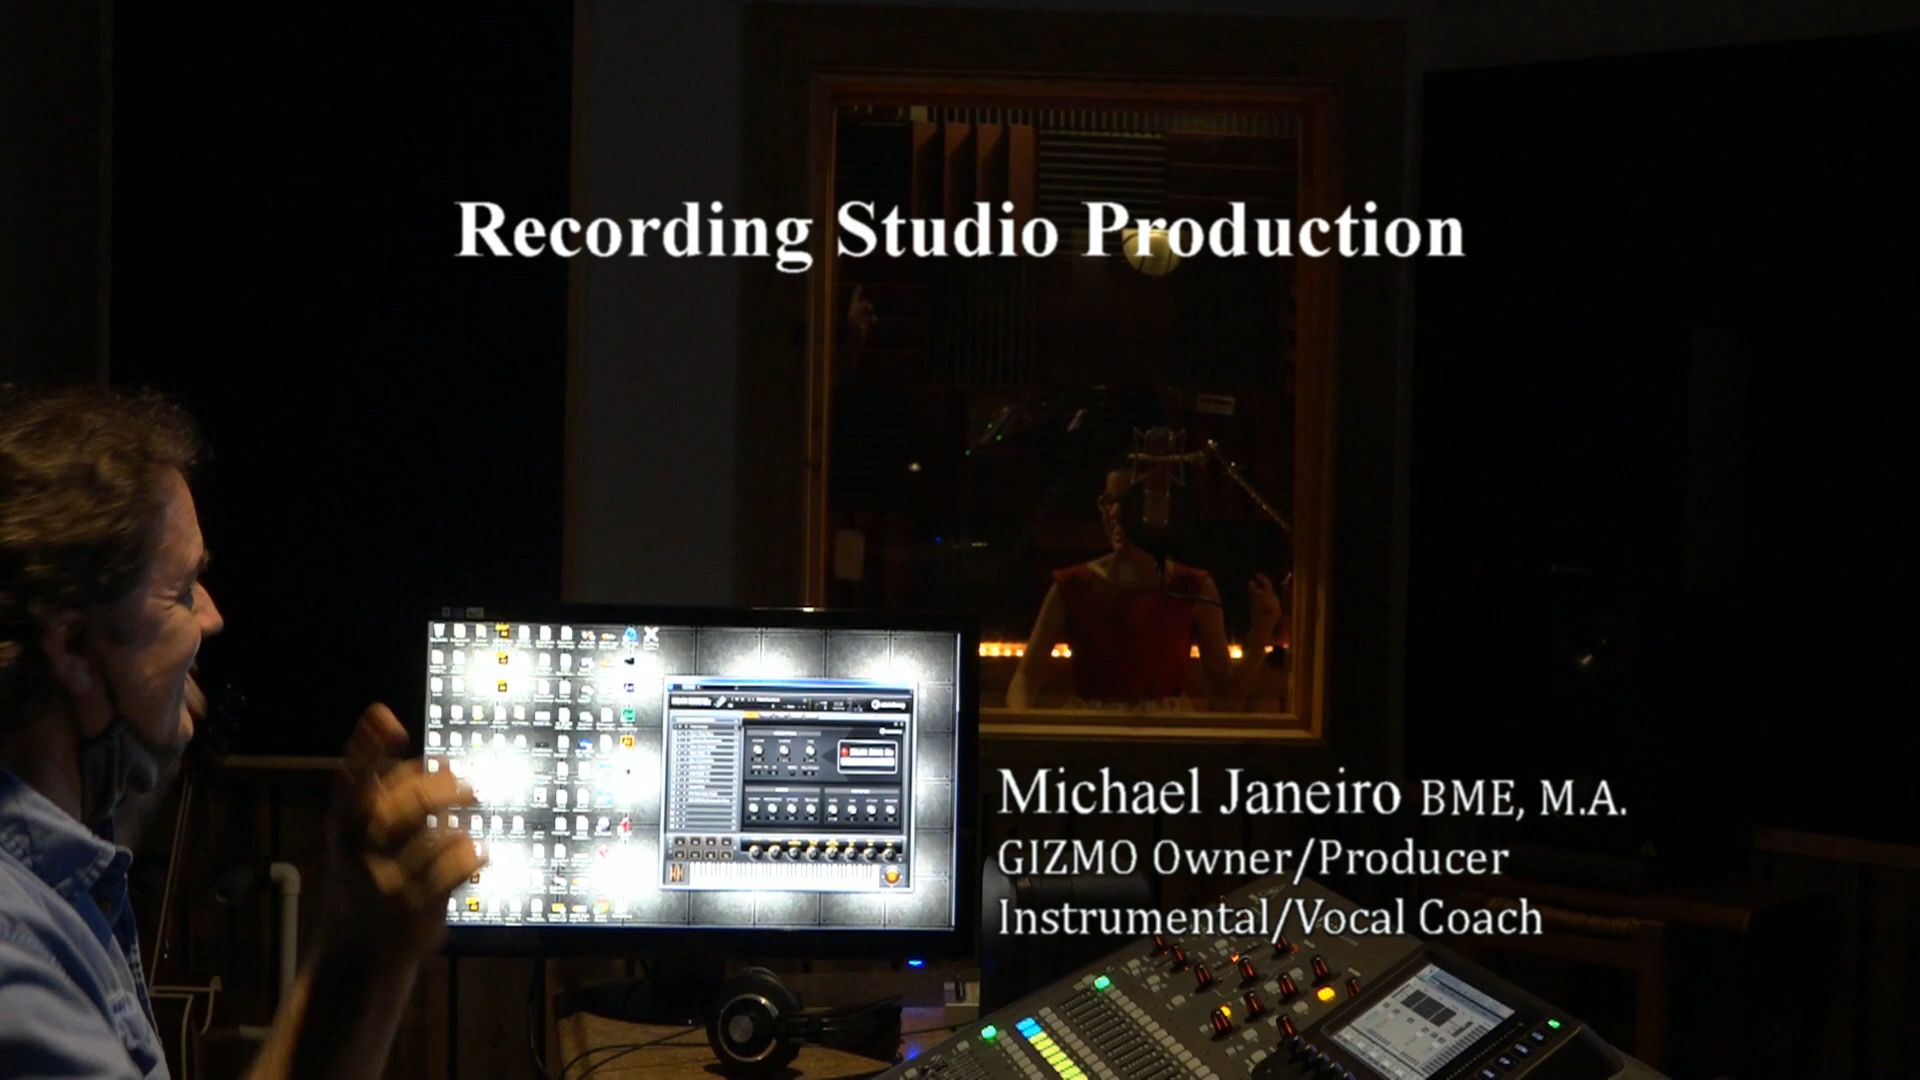 Recording Studio Production
Michael Janeiro BME, M.A.
GIZMO Owner/Producer
Instrumental/Vocal Coach